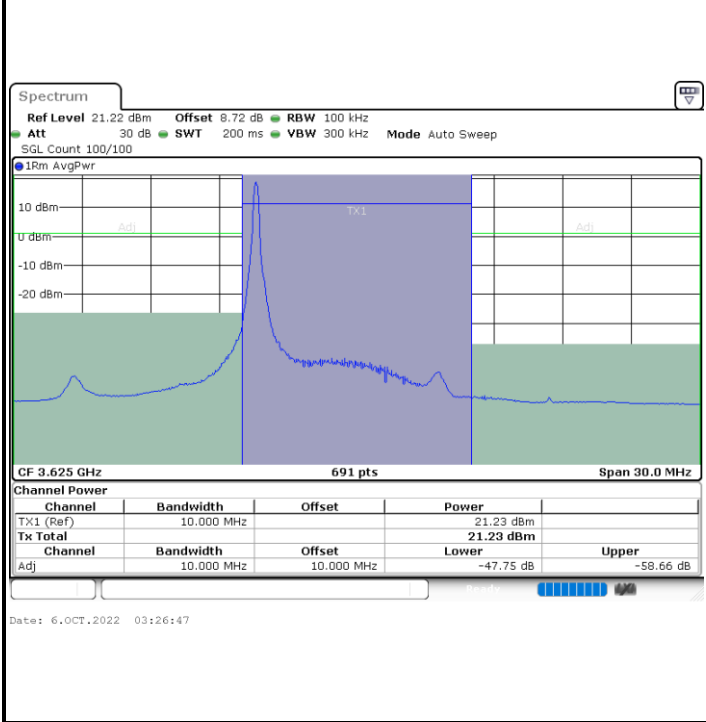 Spectrum
Ref Level 21.22 dBm Offset 8.72 dB RBW 100 kHz
Att 30 dB SWT 200 ms VBW 300 kHz Mode Auto Sweep
SGL Count 100/100
1Rm AvgPwr
10 dBm
TX1
Adj
Adj
0 dBm
-10 dBm
-20 dBm
CF 3.625 GHz 691 pts Span 30.0 MHz
Channel Power
Channel Bandwidth Offset Power
TX1 (Ref) 10.000 MHz 21.23 dBm
Tx Total 21.23 dBm
Channel Bandwidth Offset Lower Upper
Adj 10.000 MHz 10.000 MHz -47.75 dB -58.66 dB
Ready
Date: 6.OCT.2022 03:26:47